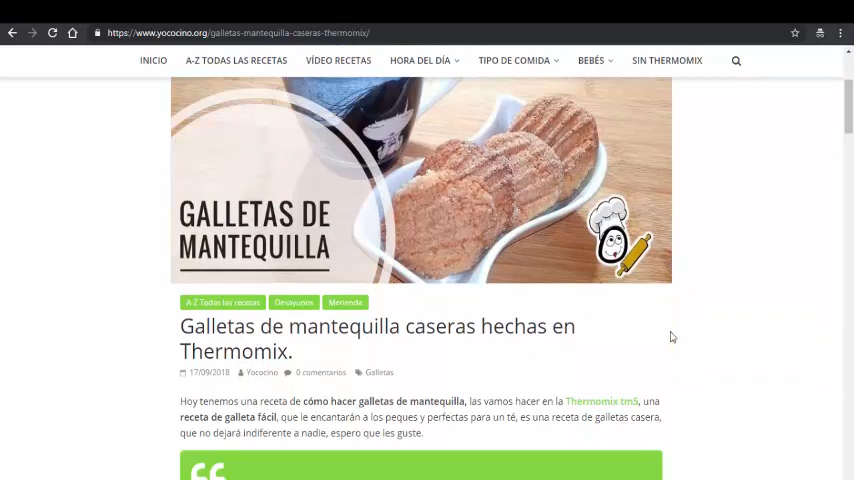 https://www.yococino.org/galletas-mantequilla-caseras-thermomix/
INICIO A-Z TODAS LAS RECETAS VÍDEO RECETAS HORA DEL DÍA TIPO DE COMIDA BEBÉS SIN THERMOMIX
GALLETAS DE
MANTEQUILLA
A-Z Todas las recetas Desayunos Merienda
Galletas de mantequilla caseras hechas en
Thermomix.
17/09/2018 Yococino 0 comentarios Galletas
Hoy tenemos una receta de cómo hacer galletas de mantequilla, las vamos hacer en la Thermomix tm5, una
receta de galleta fácil, que le encantarán a los peques y perfectas para un té, es una receta de galletas casera,
que no dejará indiferente a nadie, espero que les guste.